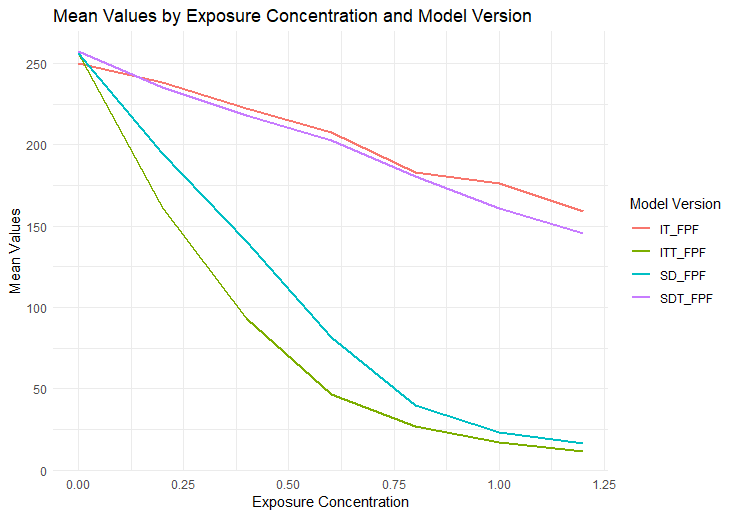 Mean Values by Exposure Concentration and Model Version
Mean Values
250
200
150
100
50
0
0.00 0.25 0.50 0.75 1.00 1.25
Exposure Concentration
Model Version
IT_FPF
ITT_FPF
SD_FPF
SDT_FPF